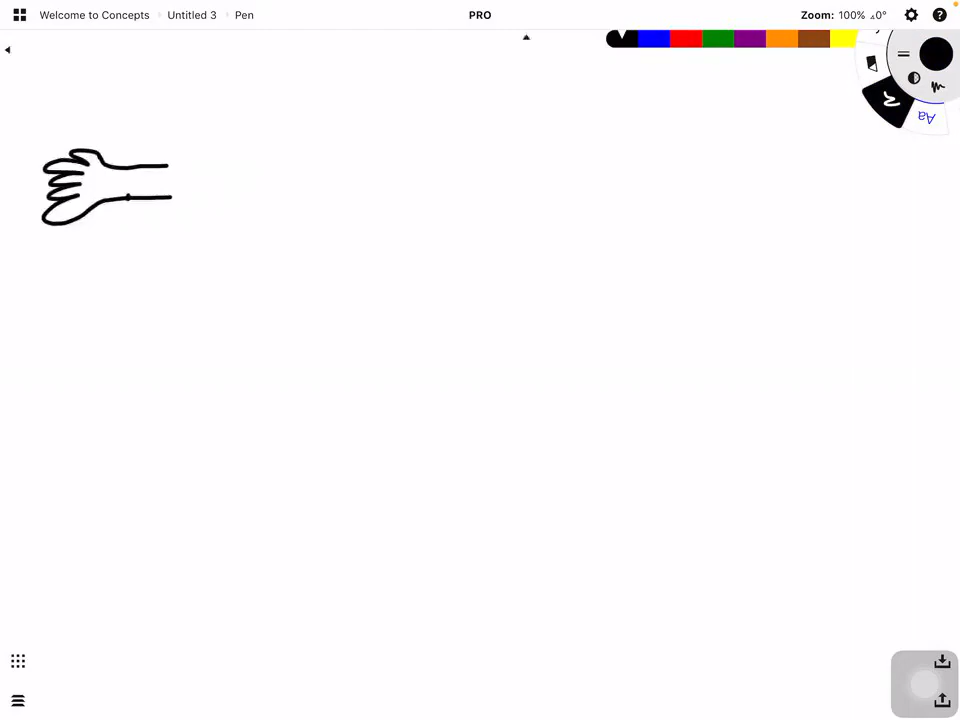 Welcome to Concepts › Untitled 3 › Pen
PRO
Zoom: 100% ⊿0°
?
Aa